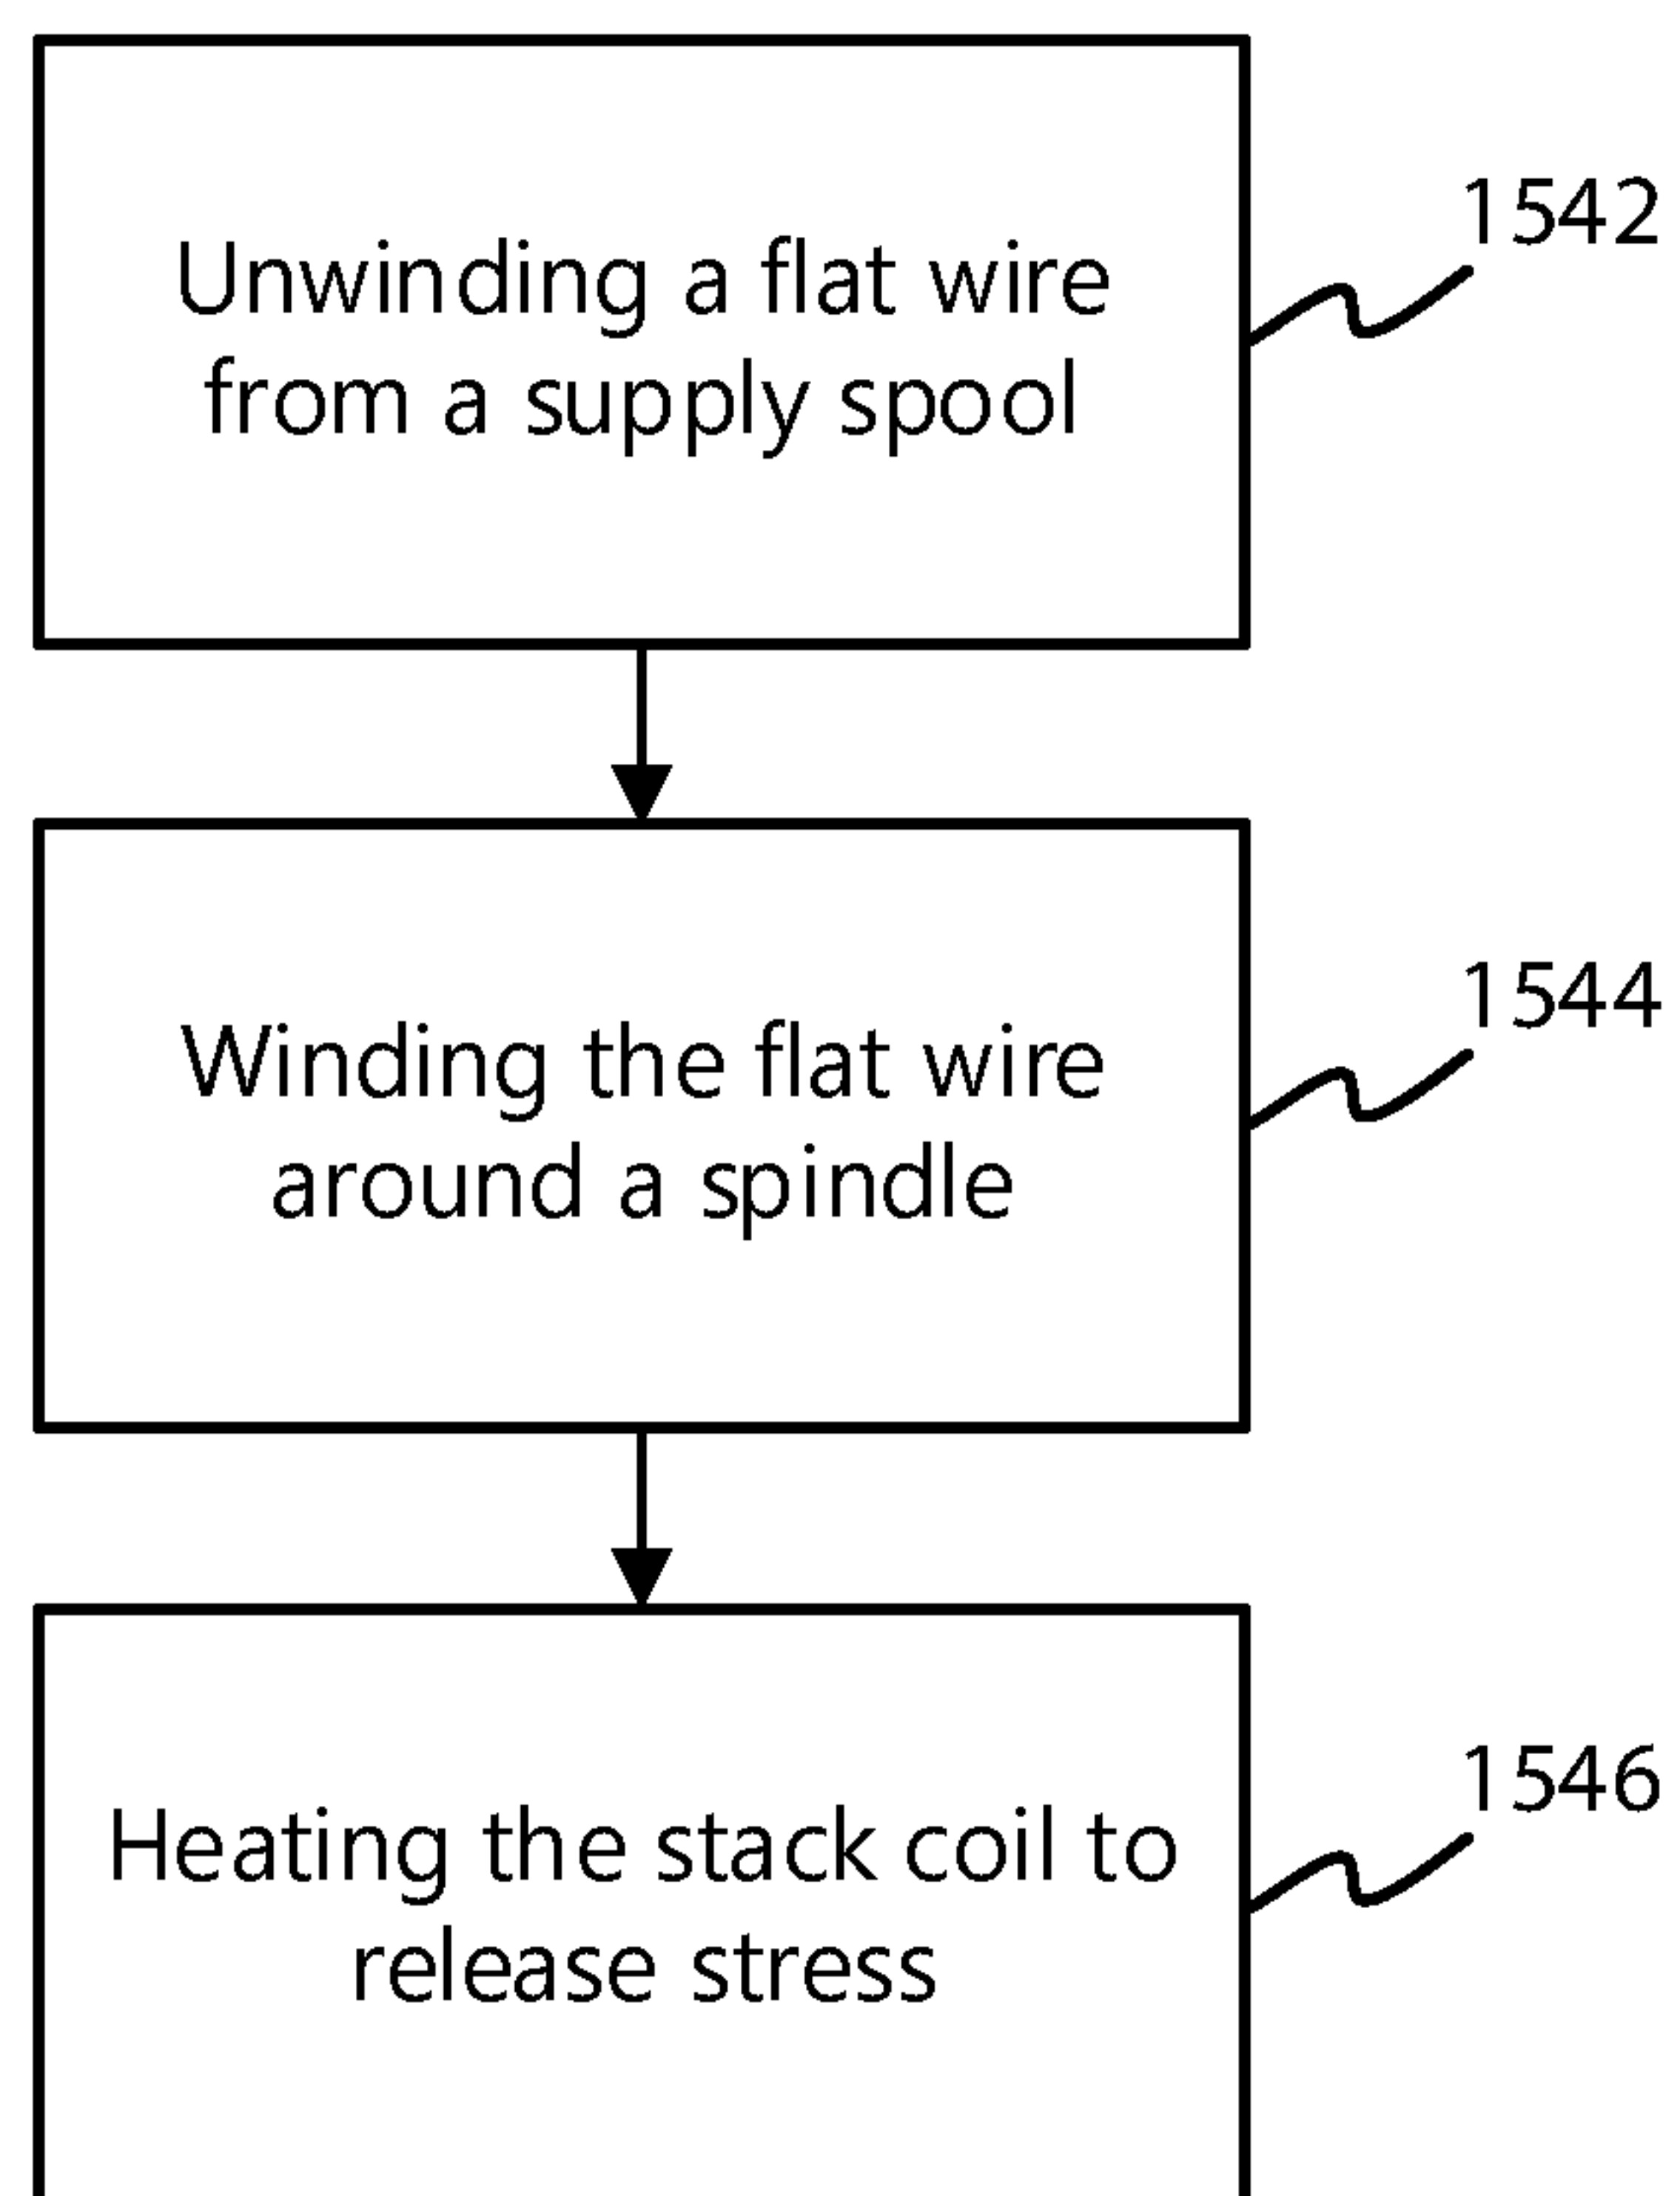 Unwinding a flat wire
from a supply spool
1542
Winding the flat wire
around a spindle
1544
Heating the stack coil to
release stress
1546